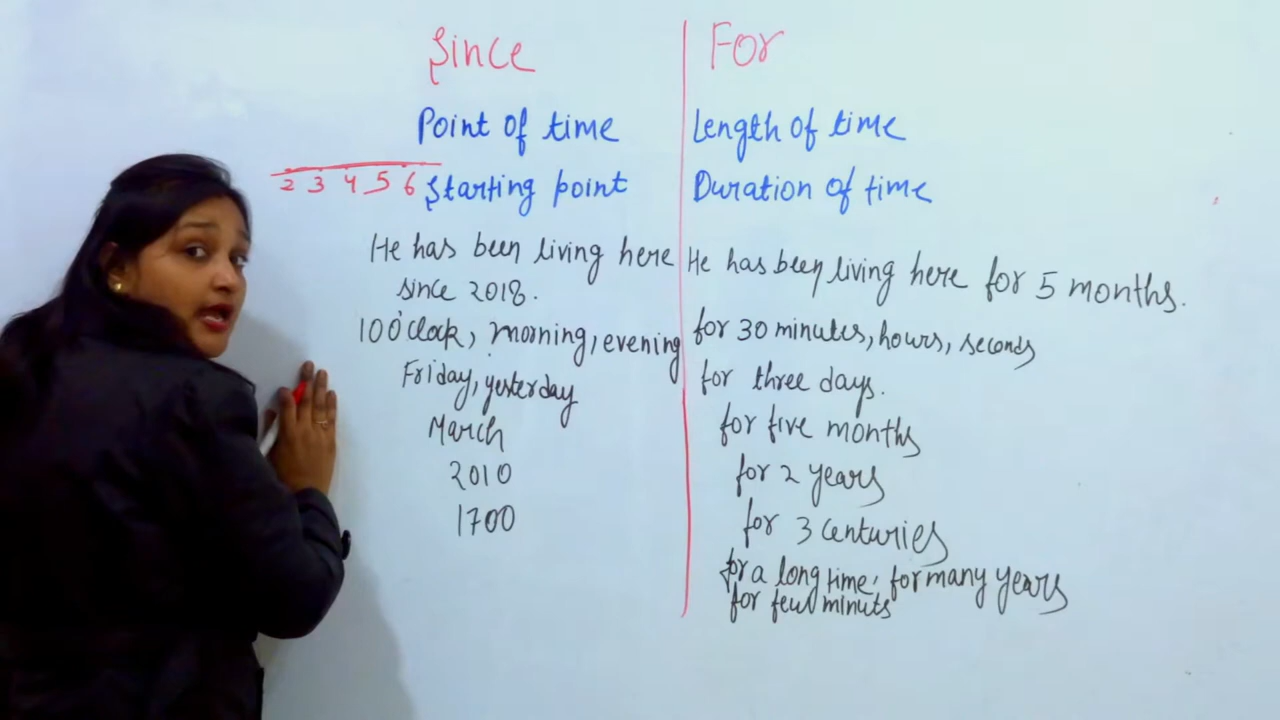 Since
Point of time
2 3 4 5 6
Starting point
He has been living here
since 2018.
10 O'clock, morning, evening
Friday, yesterday
March
2010
1700
For
Length of time
Duration of time
He has been living here for 5 months.
for 30 minutes, hours, seconds
for three days.
for five months
for 2 years
for 3 centuries
for a long time, for many years
for few minuts